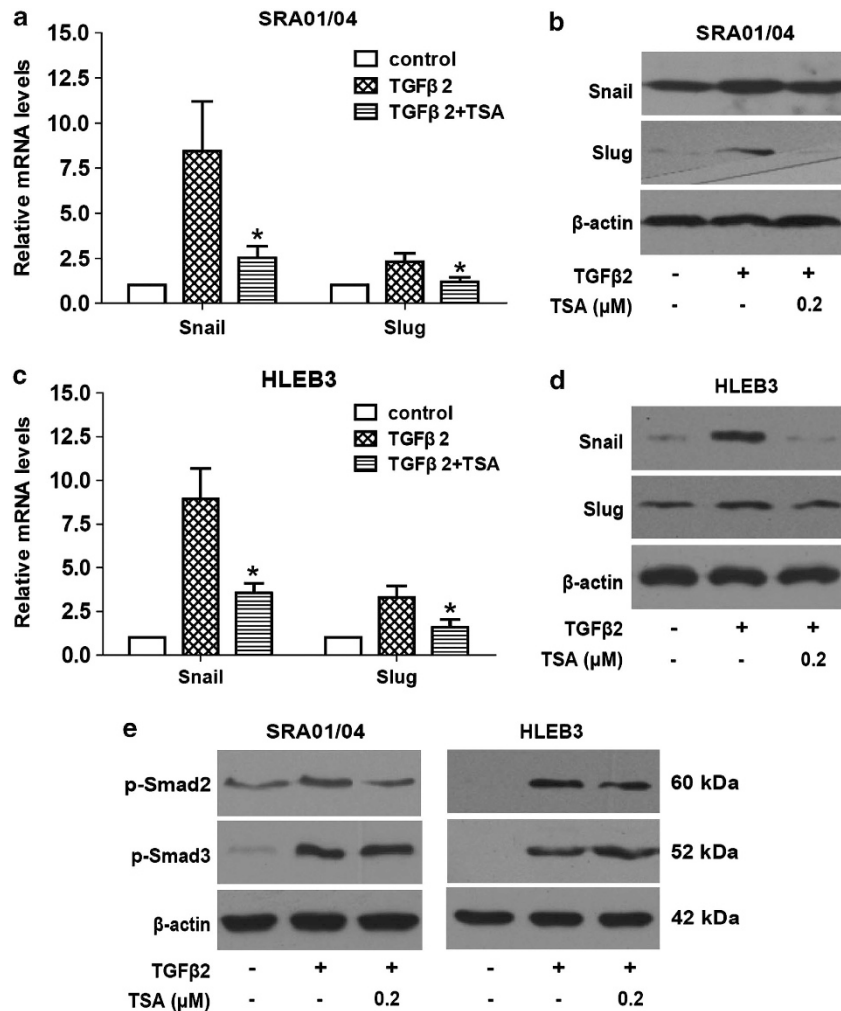 a
SRA01/04
Relative mRNA levels
15.0
12.5
10.0
7.5
5.0
2.5
0.0
control
TGFβ 2
TGFβ 2+TSA
*
*
Snail
Slug
b
SRA01/04
Snail
Slug
β-actin
TGFβ2 - + +
TSA (μM) - - 0.2
c
HLEB3
Relative mRNA levels
15.0
12.5
10.0
7.5
5.0
2.5
0.0
control
TGFβ 2
TGFβ 2+TSA
*
*
Snail
Slug
d
HLEB3
Snail
Slug
β-actin
TGFβ2 - + +
TSA (μM) - - 0.2
e
SRA01/04 HLEB3
p-Smad2 60 kDa
p-Smad3 52 kDa
β-actin 42 kDa
TGFβ2 - + + - + +
TSA (μM) - - 0.2 - - 0.2